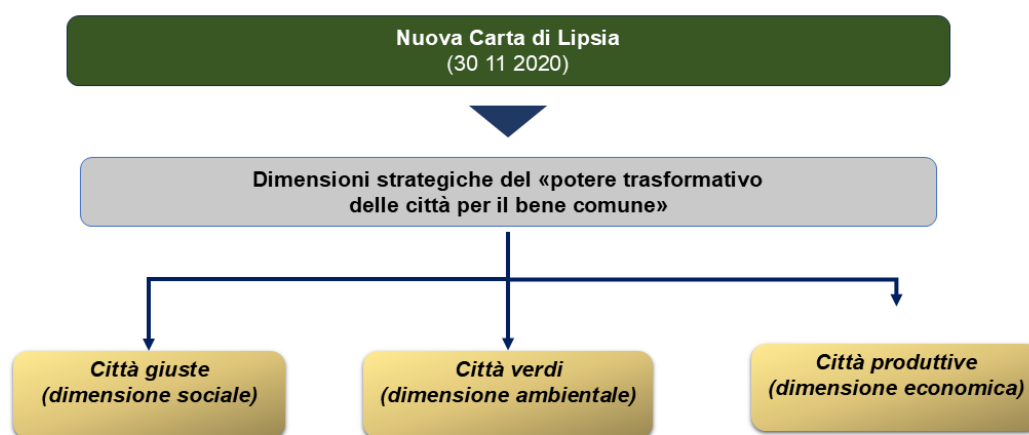 Nuova Carta di Lipsia
(30 11 2020)
Dimensioni strategiche del «potere trasformativo
delle città per il bene comune»
Città giuste
(dimensione sociale)
Città verdi
(dimensione ambientale)
Città produttive
(dimensione economica)